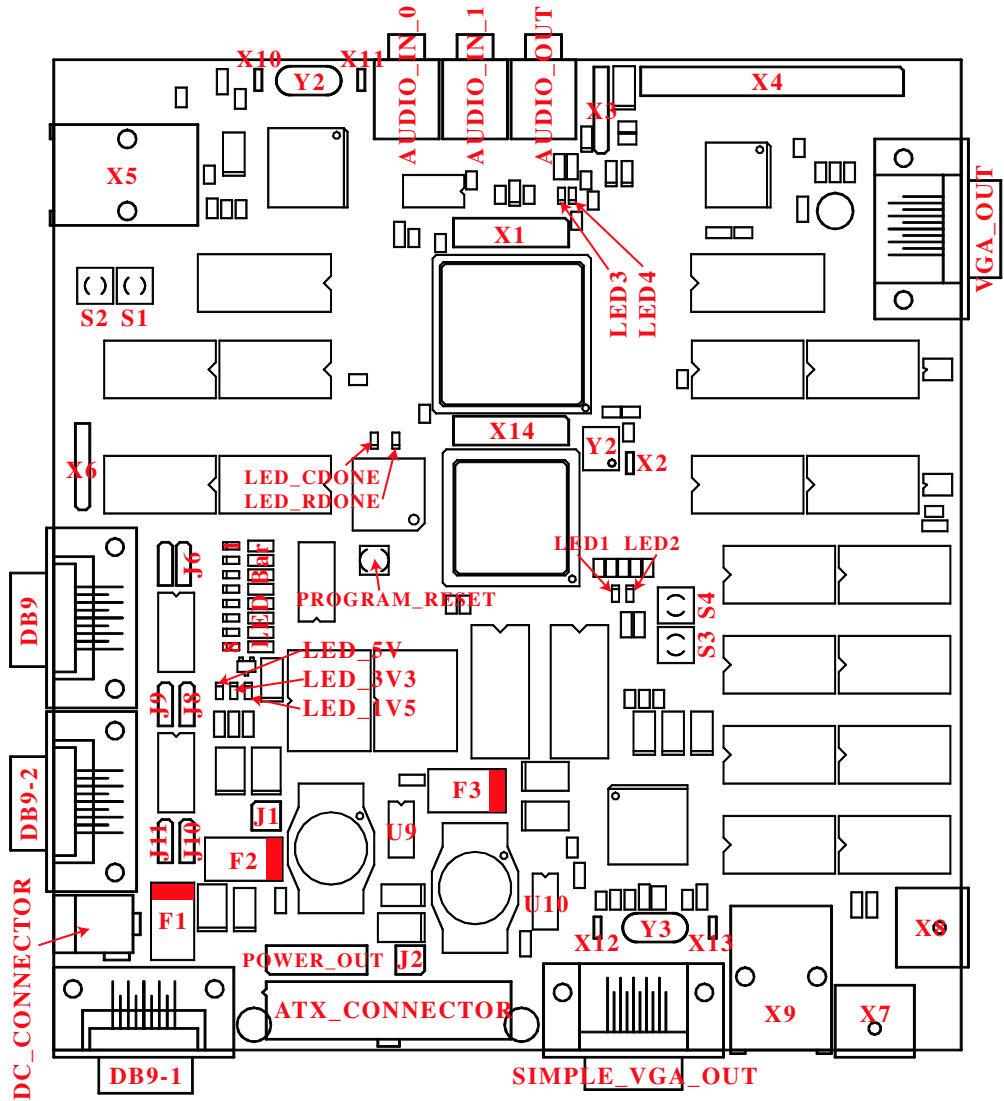 AUDIO_IN_0
AUDIO_IN_1
AUDIO_OUT
X10
X11
Y2
X3
X4
X5
X1
VGA_OUT
LED3
LED4
S2
S1
X14
Y2
X2
X6
LED_CDONE
LED_RDONE
DB9
J6
1
LED Bar
8
PROGRAM_RESET
LED1
LED2
S4
S3
LED_5V
LED_3V3
LED_1V5
J9
J8
DB9-2
J1
U9
F3
J11
J10
F2
F1
U10
DC_CONNECTOR
X12
Y3
X13
X8
POWER_OUT
J2
ATX_CONNECTOR
X9
X7
DB9-1
SIMPLE_VGA_OUT